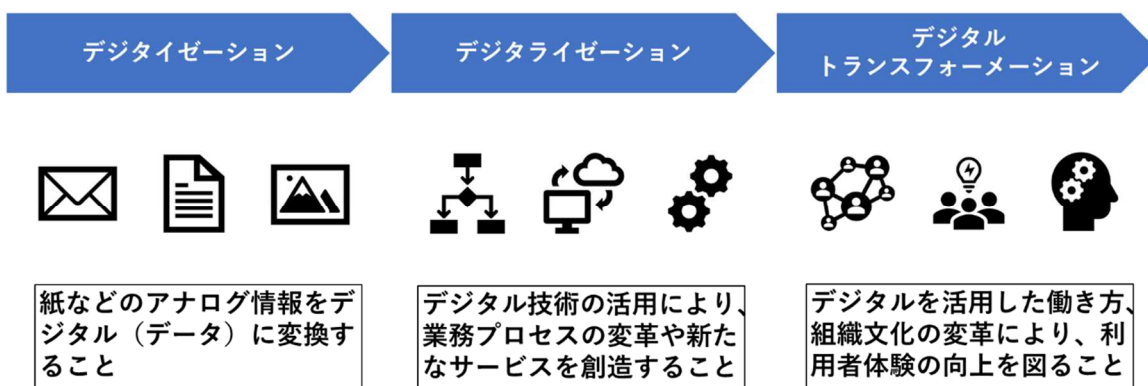 デジタイゼーション
デジタライゼーション
デジタル
トランスフォーメーション
紙などのアナログ情報をデ
ジタル（データ）に変換す
ること
デジタル技術の活用により、
業務プロセスの変革や新た
なサービスを創造すること
デジタルを活用した働き方、
組織文化の変革により、利
用者体験の向上を図ること